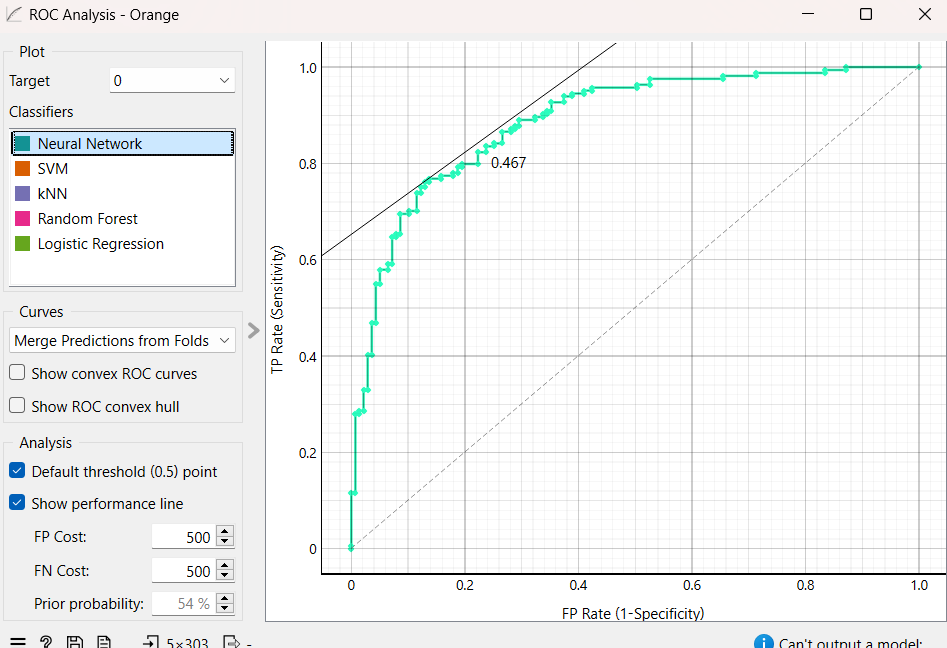 ROC Analysis - Orange
Plot
Target 0
Classifiers
Neural Network
SVM
kNN
Random Forest
Logistic Regression
Curves
Merge Predictions from Folds
Show convex ROC curves
Show ROC convex hull
Analysis
Default threshold (0.5) point
Show performance line
FP Cost: 500
FN Cost: 500
Prior probability: 54 %
5×303 -
TP Rate (Sensitivity)
1.0
0.8
0.6
0.4
0.2
0
0.467
0 0.2 0.4 0.6 0.8 1.0
FP Rate (1-Specificity)
Can't output a model: